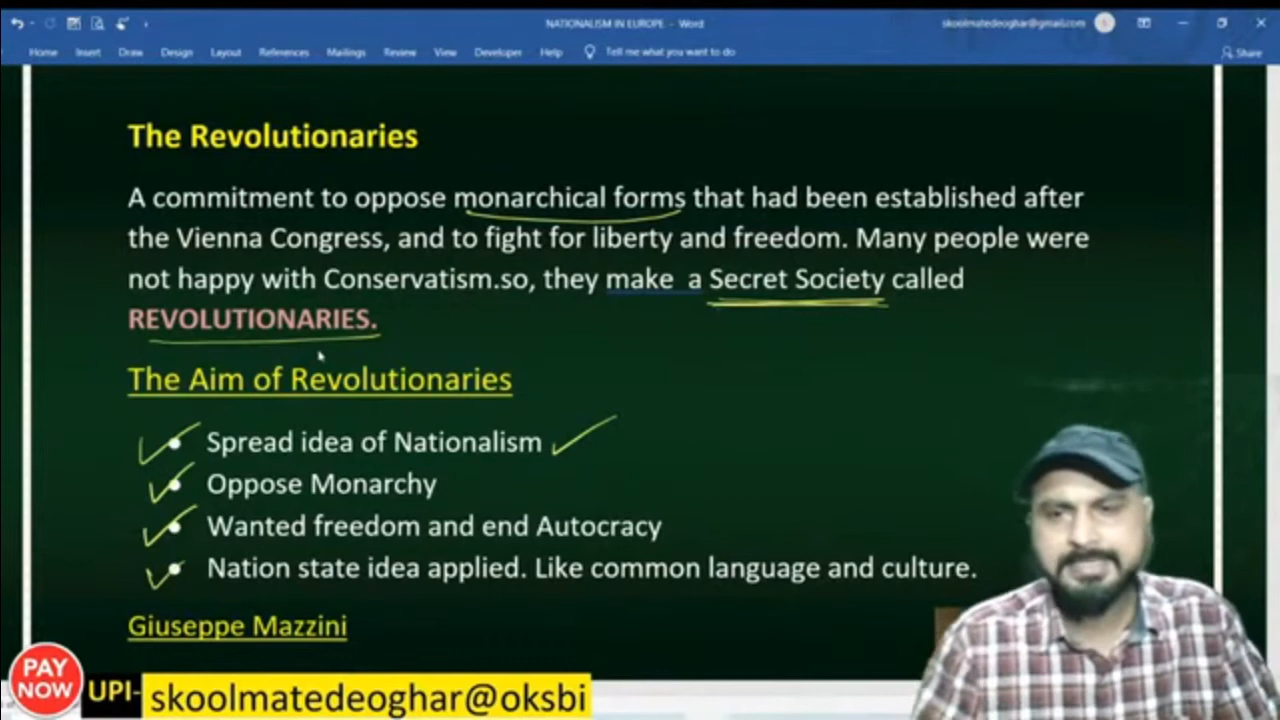 NATIONALISM IN EUROPE - Word
skoolmatedeoghar@gmail.com
Home Insert Draw Design Layout References Mailings Review View Developer Help Tell me what you want to do Share
The Revolutionaries
A commitment to oppose monarchical forms that had been established after
the Vienna Congress, and to fight for liberty and freedom. Many people were
not happy with Conservatism.so, they make a Secret Society called
REVOLUTIONARIES.
The Aim of Revolutionaries
Spread idea of Nationalism
Oppose Monarchy
Wanted freedom and end Autocracy
Nation state idea applied. Like common language and culture.
Giuseppe Mazzini
PAY
NOW
UPI- skoolmatedeoghar@oksbi